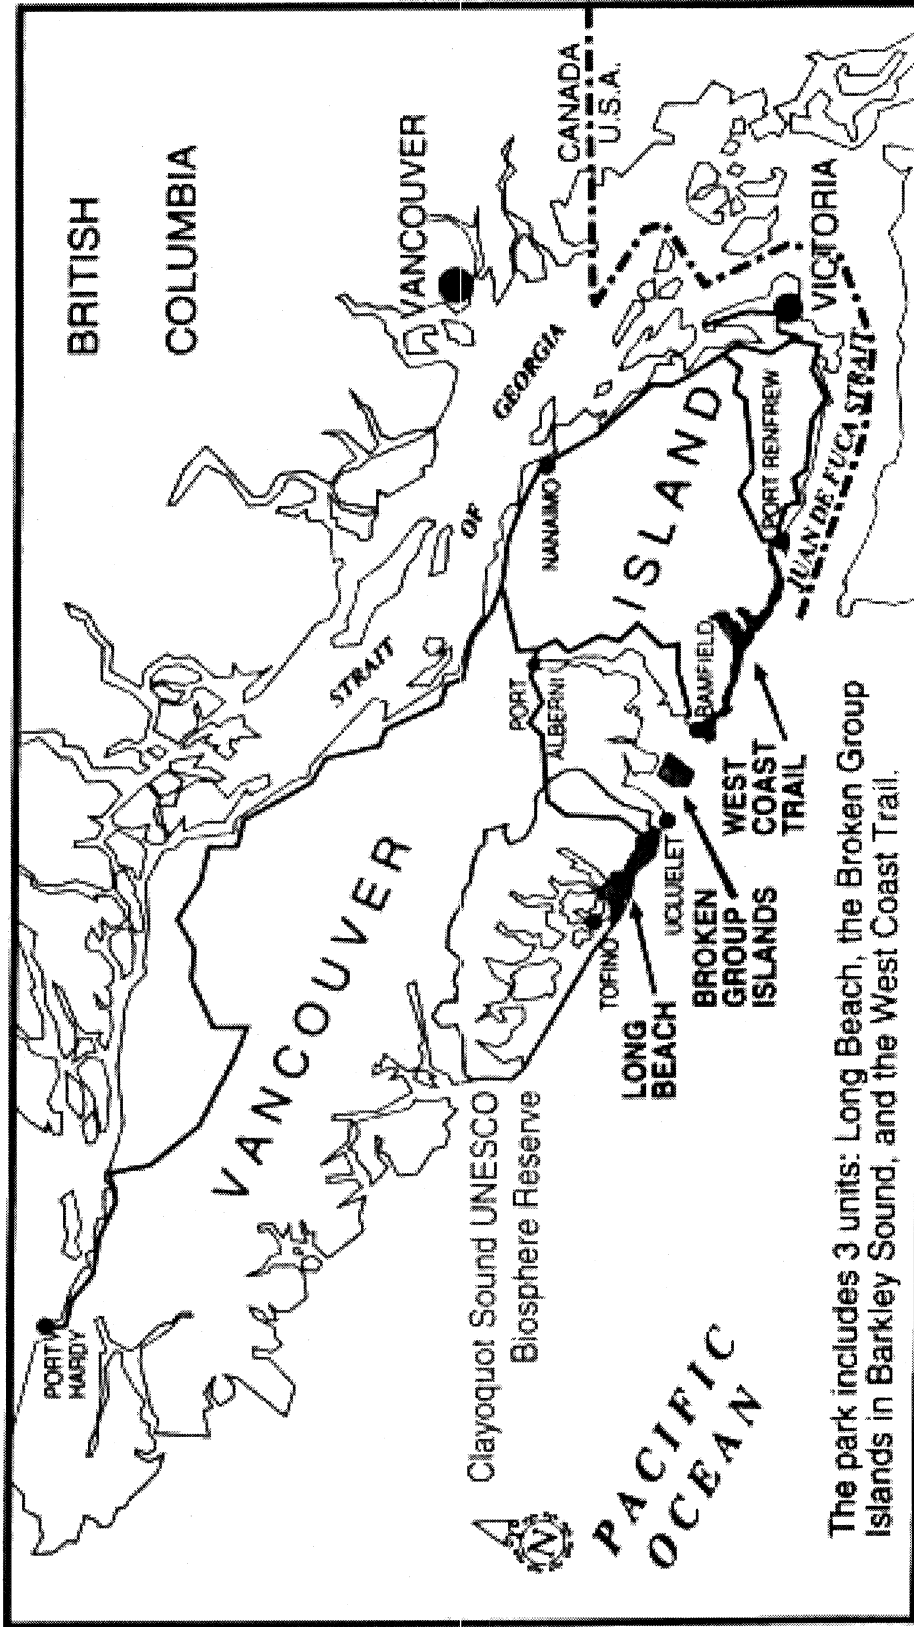 BRITISH
COLUMBIA
VANCOUVER
CANADA
U.S.A.
PORT
HARDY
STRAIT
OF
GEORGIA
VANCOUVER
ISLAND
NANAIMO
PORT
ALBERNI
VICTORIA
PORT RENFREW
JUAN DE FUCA STRAIT
BAMFIELD
UCLUELET
TOFINO
LONG
BEACH
BROKEN
GROUP
ISLANDS
WEST
COAST
TRAIL
Clayoquot Sound UNESCO
Biosphere Reserve
N
PACIFIC
OCEAN
The park includes 3 units: Long Beach, the Broken Group
Islands in Barkley Sound, and the West Coast Trail.